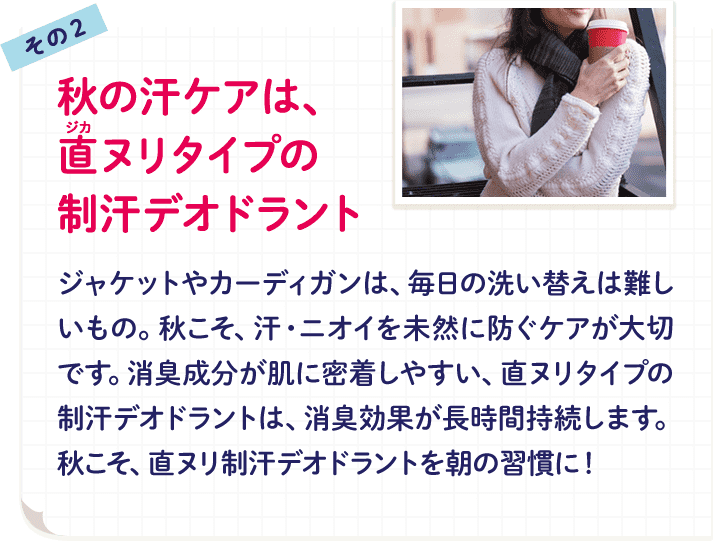 その2
秋の汗ケアは、
ジカ
直ヌリタイプの
制汗デオドラント
ジャケットやカーディガンは、毎日の洗い替えは難し
いもの。秋こそ、汗・ニオイを未然に防ぐケアが大切
です。消臭成分が肌に密着しやすい、直ヌリタイプの
制汗デオドラントは、消臭効果が長時間持続します。
秋こそ、直ヌリ制汗デオドラントを朝の習慣に!